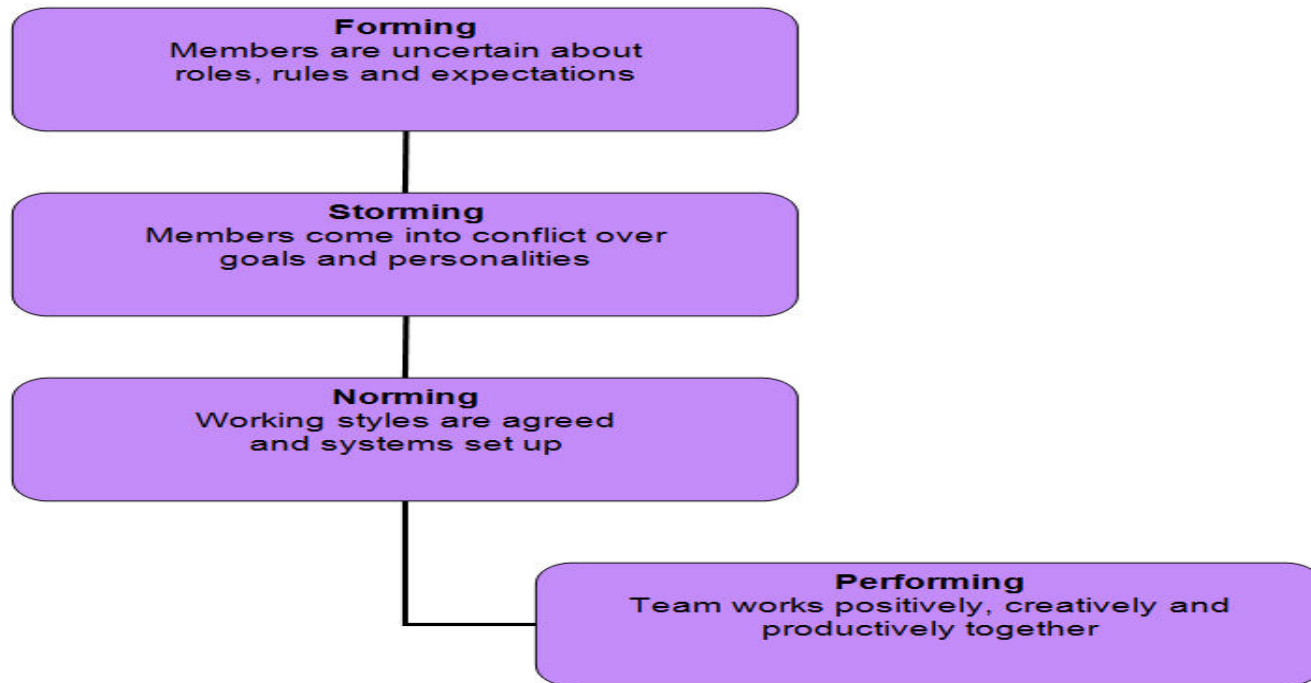 Forming
Members are uncertain about
roles, rules and expectations
Storming
Members come into conflict over
goals and personalities
Norming
Working styles are agreed
and systems set up
Performing
Team works positively, creatively and
productively together